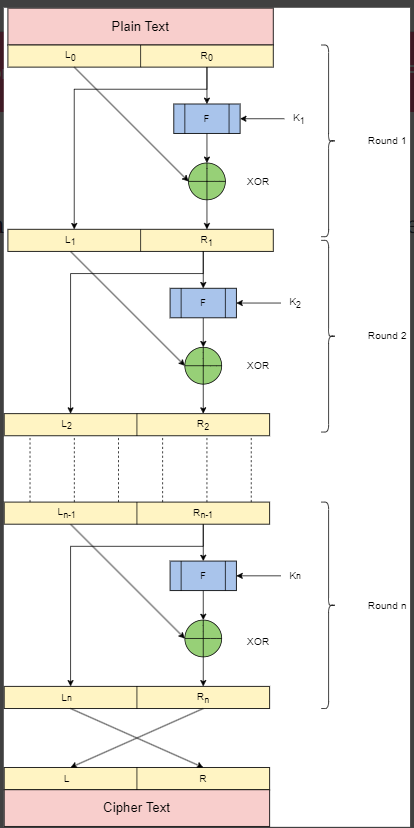 Plain Text
L0 R0
F K1
Round 1
XOR
L1 R1
F K2
Round 2
XOR
L2 R2
Ln-1 Rn-1
F Kn
Round n
XOR
Ln Rn
L R
Cipher Text